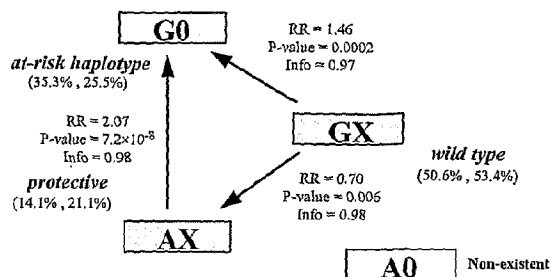 G0
at-risk haplotype
(35.3% , 25.5%)
RR = 1.46
P-value = 0.0002
Info = 0.97
RR = 2.07
P-value = 7.2×10⁻⁸
Info = 0.98
GX
wild type
(50.6% , 53.4%)
protective
(14.1% , 21.1%)
RR = 0.70
P-value = 0.006
Info = 0.98
AX
A0
Non-existent